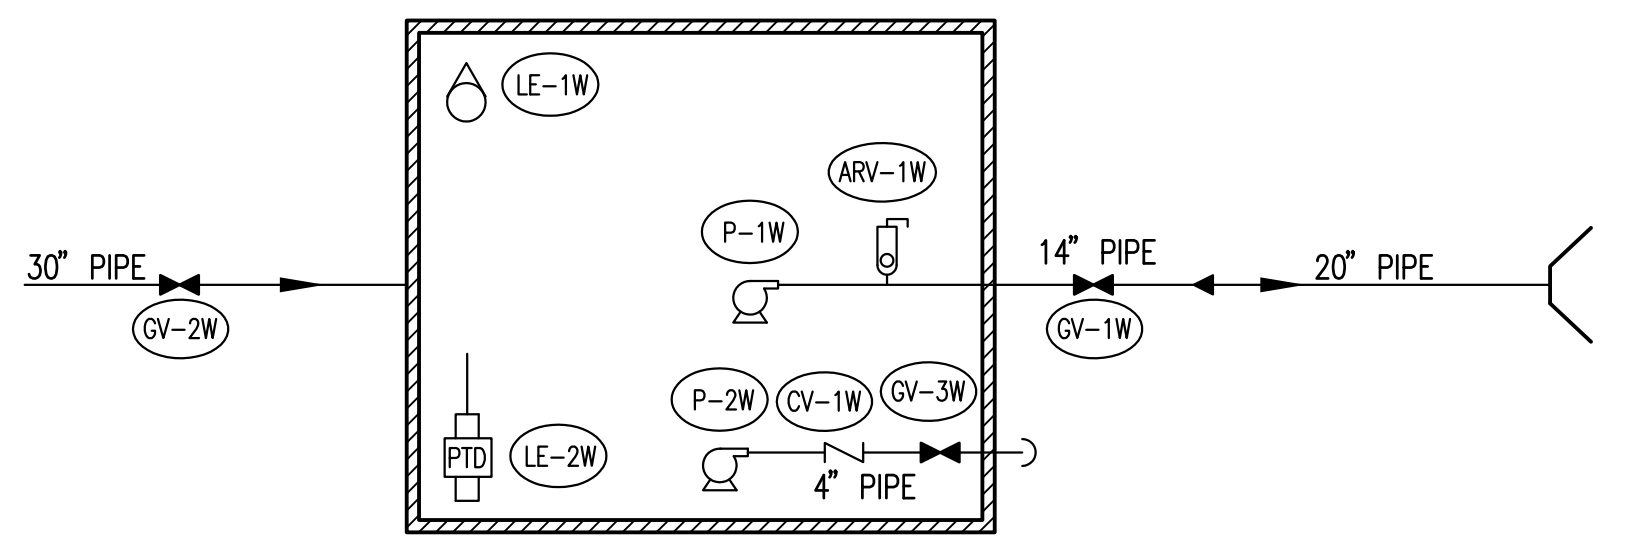 LE-1W
ARV-1W
P-1W
30" PIPE
14" PIPE
20" PIPE
GV-2W
GV-1W
P-2W
CV-1W
GV-3W
PTD
LE-2W
4" PIPE